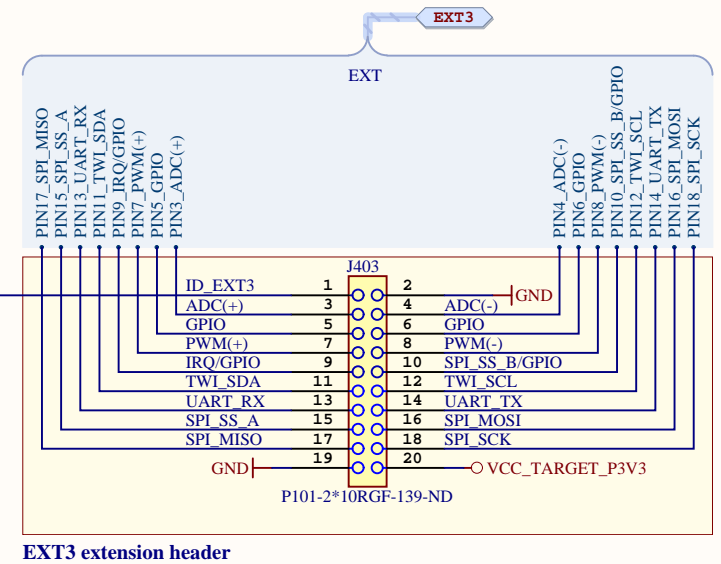 EXT3
EXT
PIN17_SPI_MISO
PIN15_SPI_SS_A
PIN13_UART_RX
PIN11_TWI_SDA
PIN9_IRQ/GPIO
PIN7_PWM(+)
PIN5_GPIO
PIN3_ADC(+)
PIN4_ADC(-)
PIN6_GPIO
PIN8_PWM(-)
PIN10_SPI_SS_B/GPIO
PIN12_TWI_SCL
PIN14_UART_TX
PIN16_SPI_MOSI
PIN18_SPI_SCK
J403
ID_EXT3 1 2 GND
ADC(+) 3 4 ADC(-)
GPIO 5 6 GPIO
PWM(+) 7 8 PWM(-)
IRQ/GPIO 9 10 SPI_SS_B/GPIO
TWI_SDA 11 12 TWI_SCL
UART_RX 13 14 UART_TX
SPI_SS_A 15 16 SPI_MOSI
SPI_MISO 17 18 SPI_SCK
GND 19 20 VCC_TARGET_P3V3
P101-2*10RGF-139-ND
EXT3 extension header